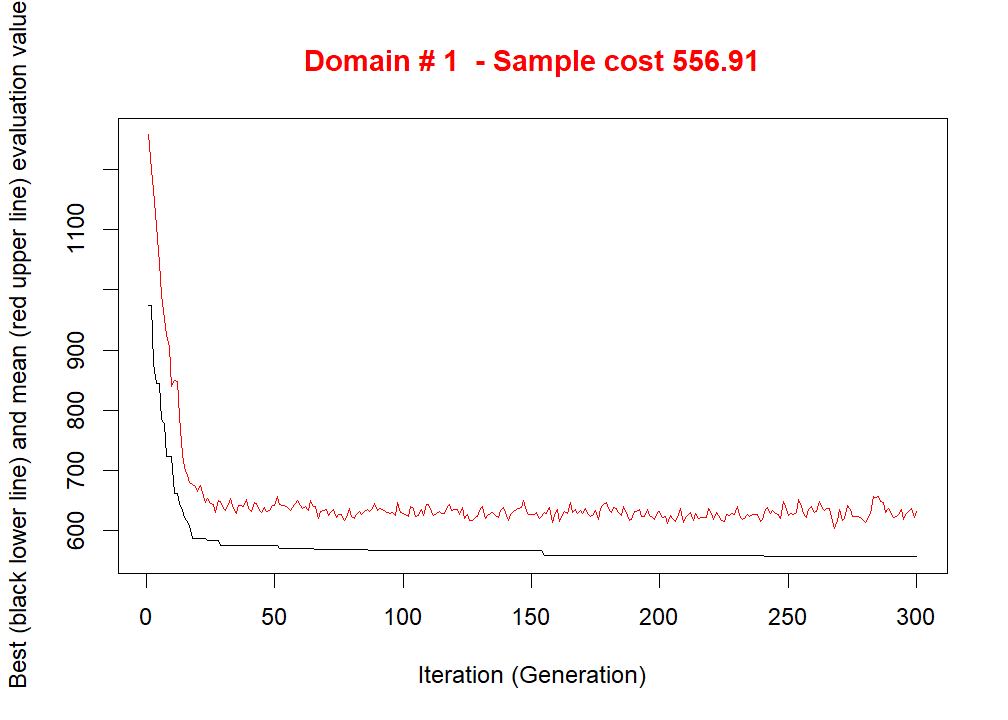 Domain # 1  - Sample cost 556.91
Best (black lower line) and mean (red upper line) evaluation value
1100
900
800
700
600
0 50 100 150 200 250 300
Iteration (Generation)